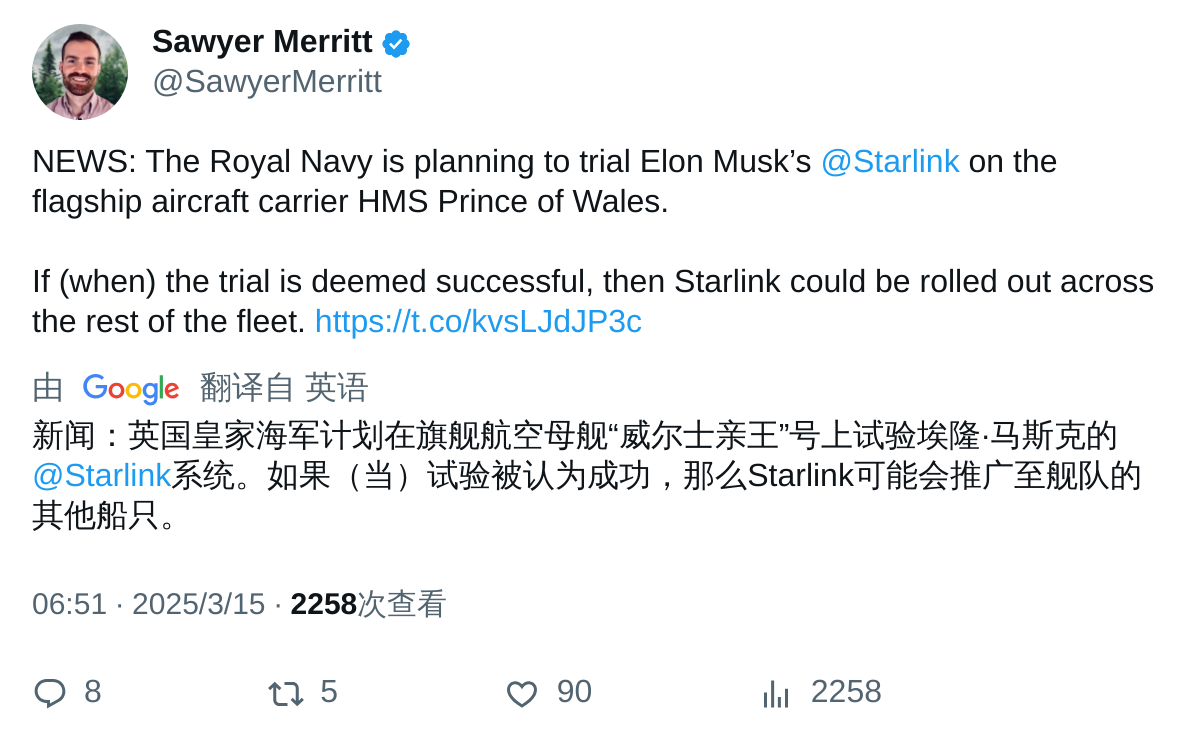 Sawyer Merritt
@SawyerMerritt
NEWS: The Royal Navy is planning to trial Elon Musk’s @Starlink on the
flagship aircraft carrier HMS Prince of Wales.
If (when) the trial is deemed successful, then Starlink could be rolled out across
the rest of the fleet. https://t.co/kvsLJdJP3c
由 Google 翻译自 英语
新闻：英国皇家海军计划在旗舰航空母舰“威尔士亲王”号上试验埃隆·马斯克的
@Starlink系统。如果（当）试验被认为成功，那么Starlink可能会推广至舰队的
其他船只。
06:51 · 2025/3/15 · 2258次查看
8 5 90 2258